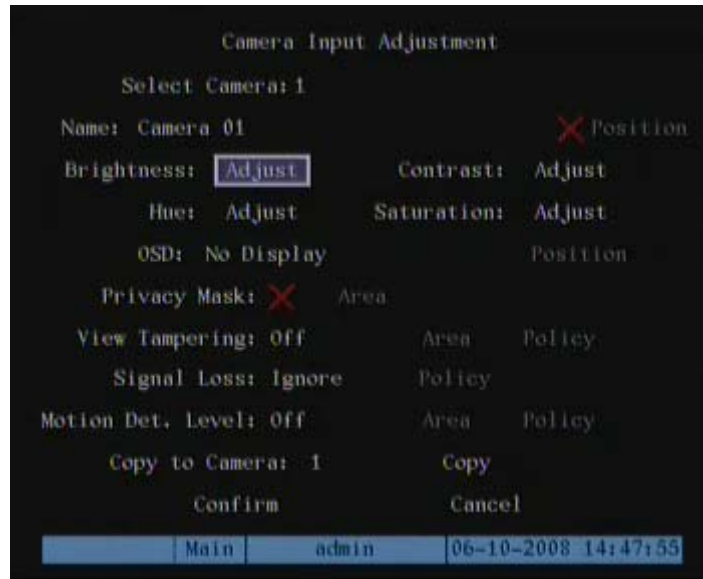 Camera Input Adjustment
Select Camera: 1
Name: Camera 01 Position
Brightness: Adjust Contrast: Adjust
Hue: Adjust Saturation: Adjust
OSD: No Display Position
Privacy Mask: Area
View Tampering: Off Area Policy
Signal Loss: Ignore Policy
Motion Det. Level: Off Area Policy
Copy to Camera: 1 Copy
Confirm Cancel
Main admin 06-10-2008 14:47:55